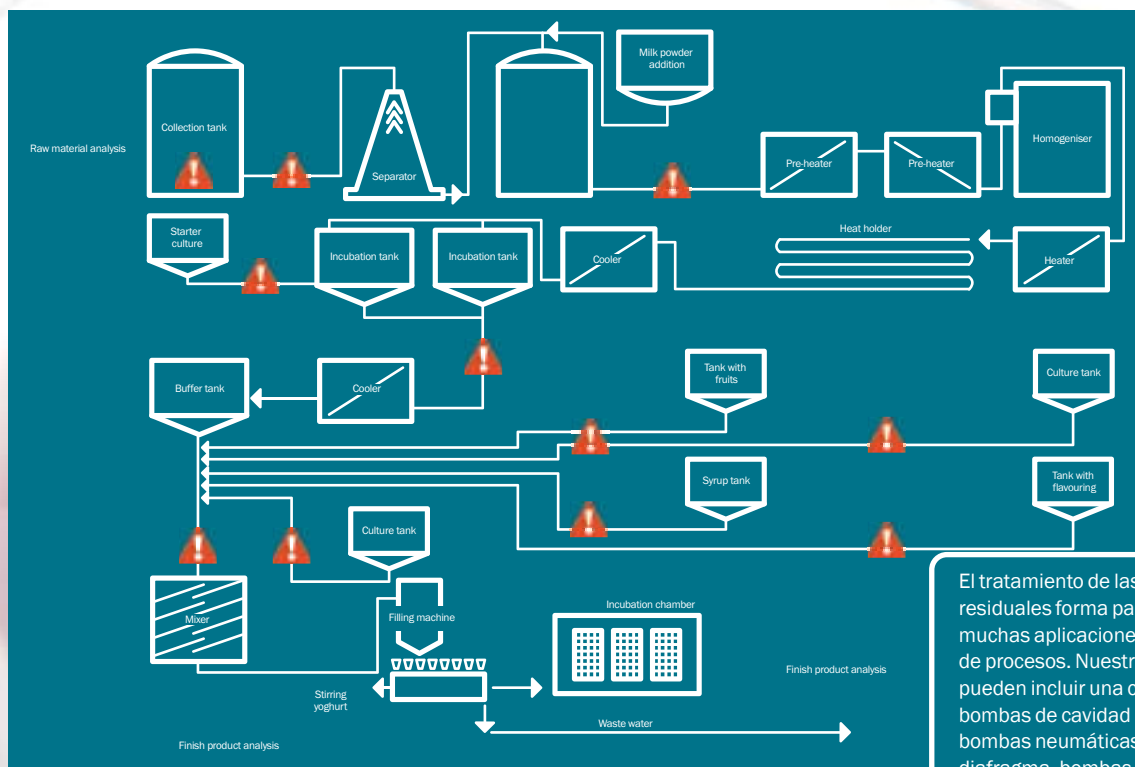 Milk powder
addition
Collection tank
Homogeniser
Raw material analysis
Pre-heater
Pre-heater
Separator
Starter
culture
Incubation tank
Incubation tank
Cooler
Heat holder
Heater
Buffer tank
Cooler
Tank with
fruits
Culture tank
Syrup tank
Tank with
flavouring
Culture tank
Mixer
Filling machine
Incubation chamber
Stirring
yoghurt
Finish product analysis
Waste water
Finish product analysis
El tratamiento de las
residuales forma pa
muchas aplicacione
de procesos. Nuestr
pueden incluir una c
bombas de cavidad
bombas neumáticas
diafragma, bombas